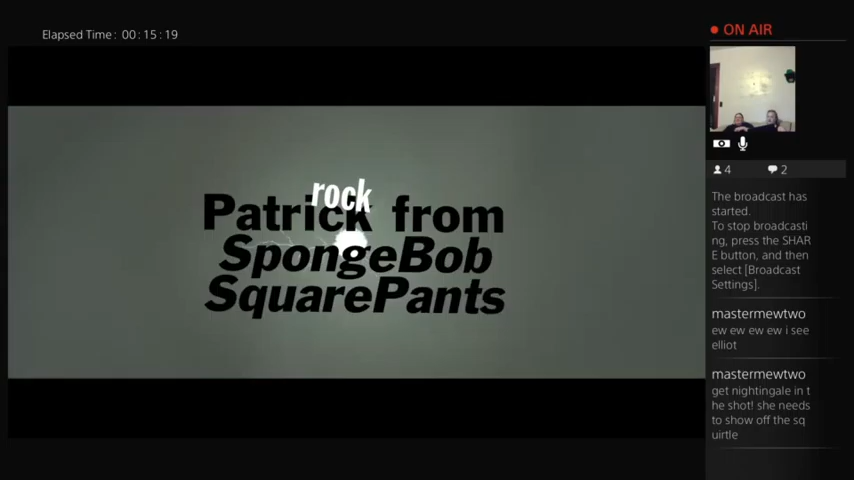 Elapsed Time: 00:15:19
ON AIR
rock
Patrick from
SpongeBob
SquarePants
4
2
The broadcast has
started.
To stop broadcasti
ng, press the SHAR
E button, and then
select [Broadcast
Settings].
mastermewtwo
ew ew ew ew i see
elliot
mastermewtwo
get nightingale in t
he shot! she needs
to show off the sq
uirtle